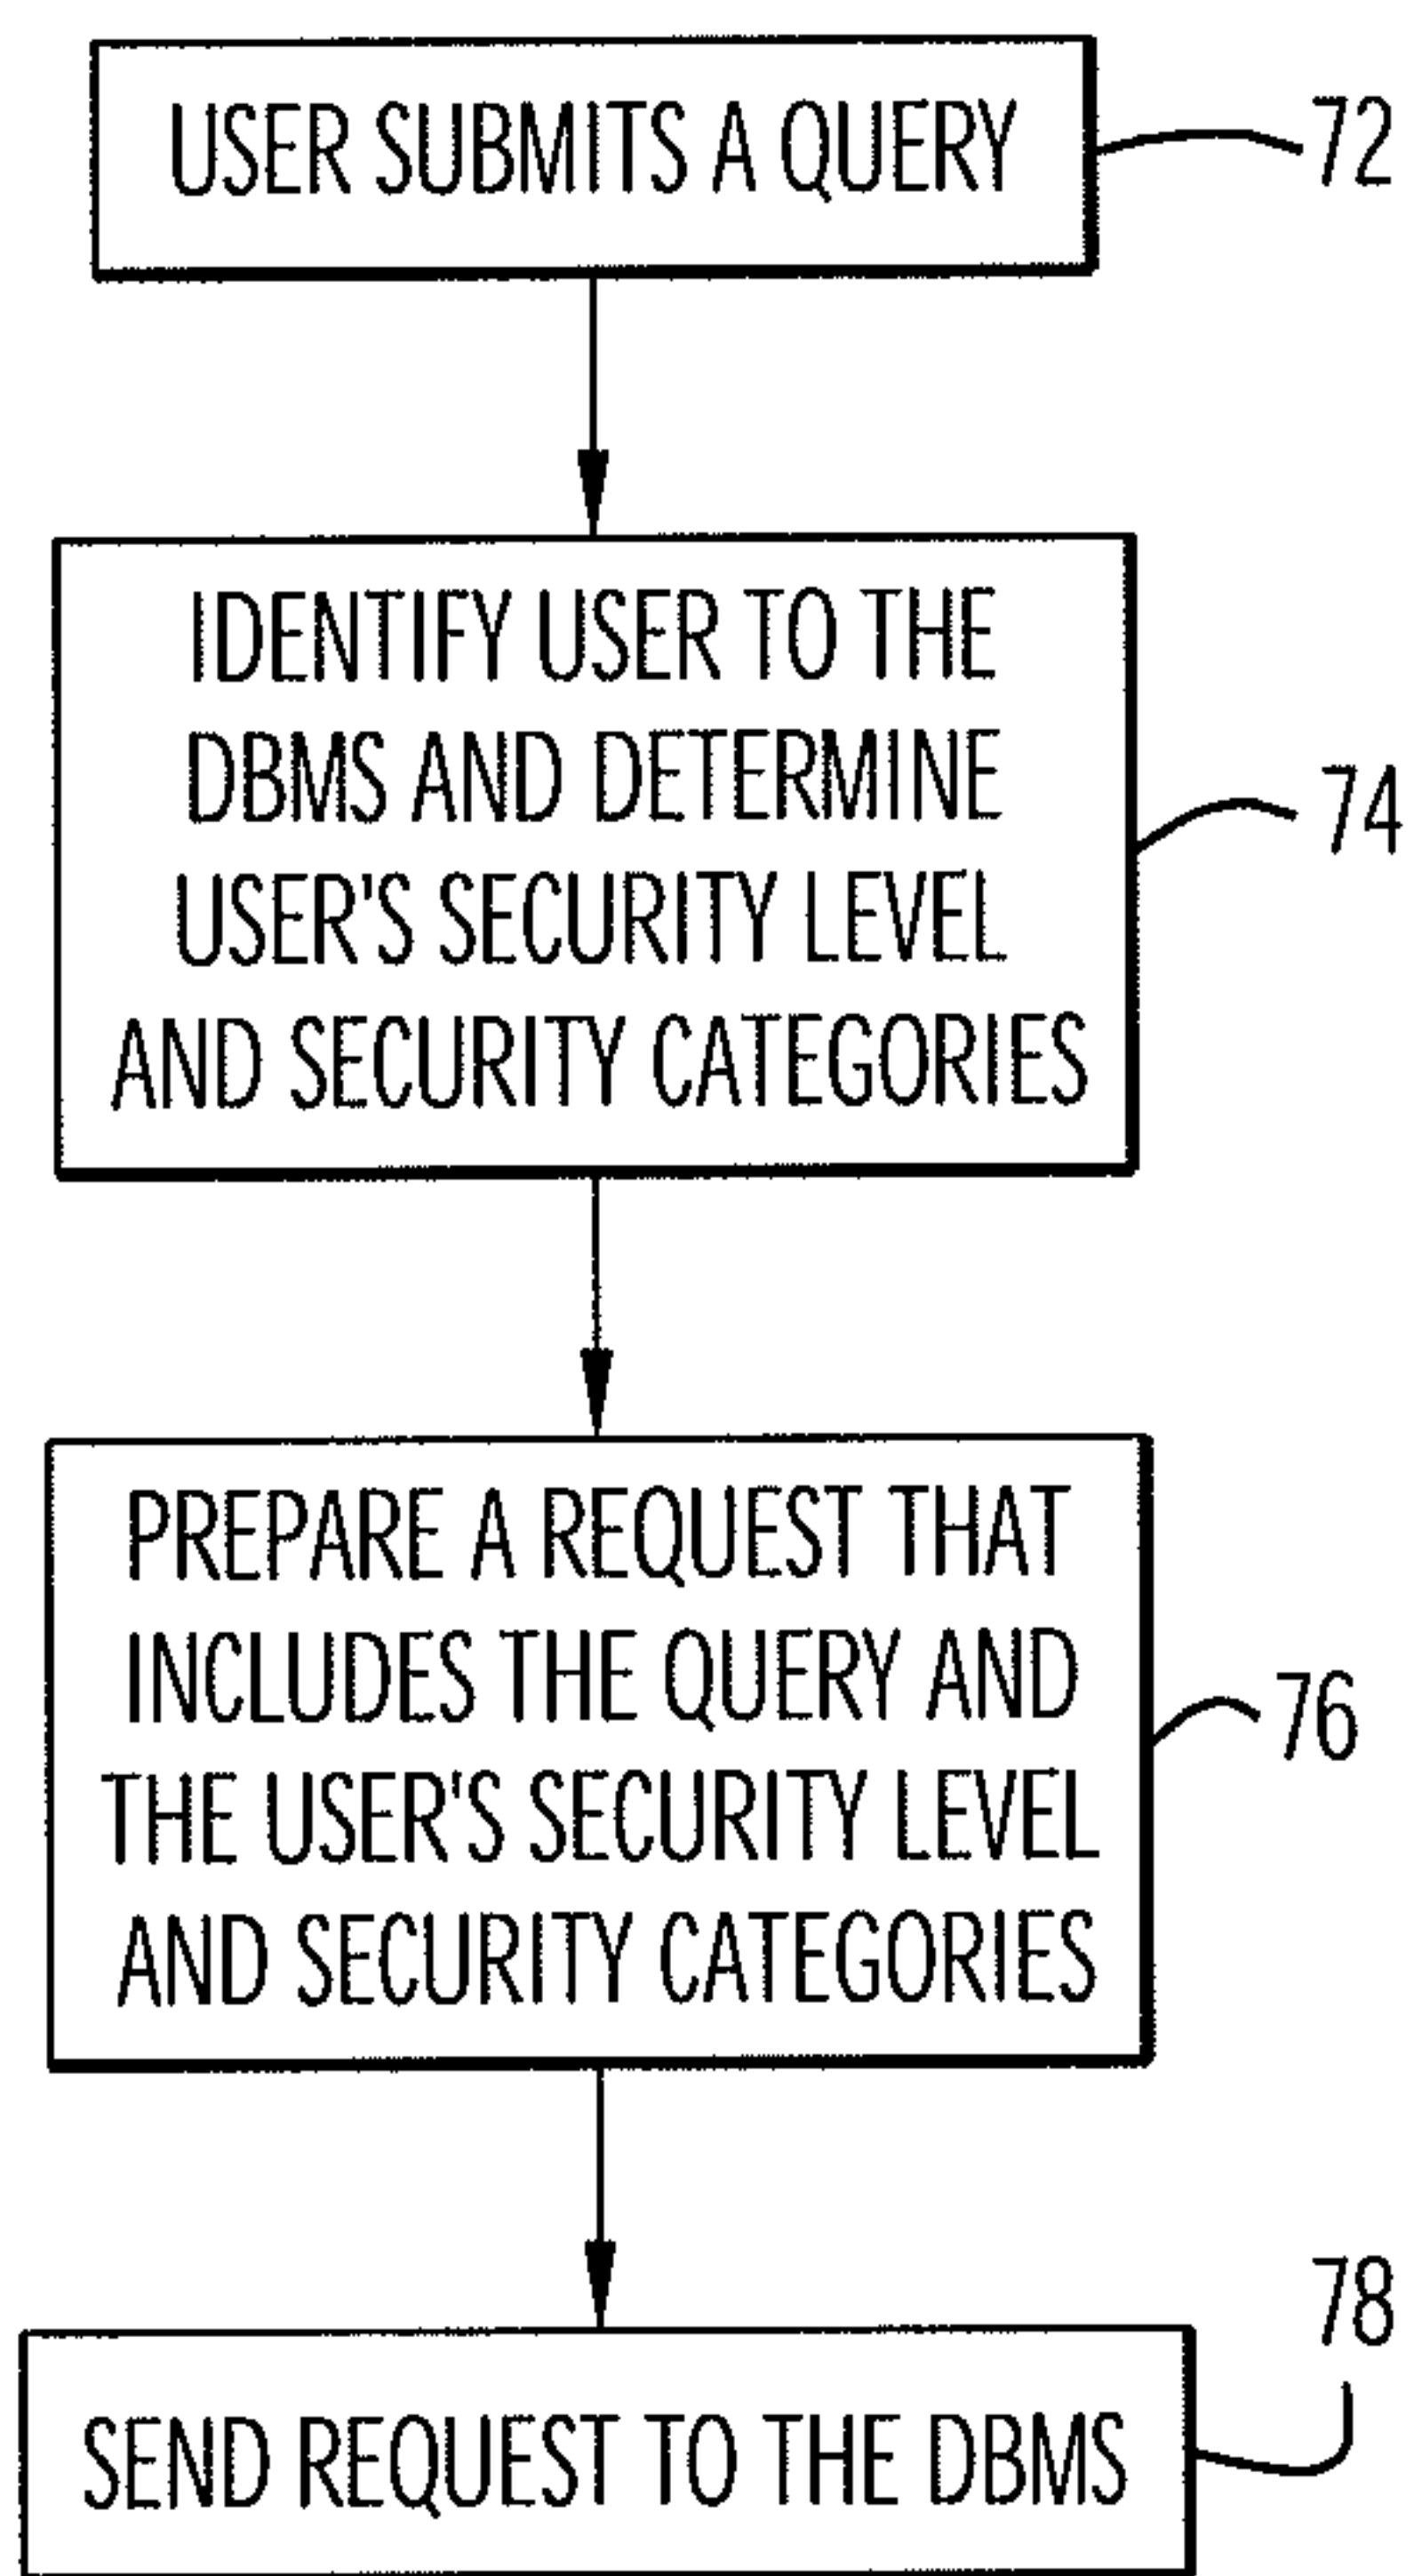 USER SUBMITS A QUERY
72
IDENTIFY USER TO THE
DBMS AND DETERMINE
USER'S SECURITY LEVEL
AND SECURITY CATEGORIES
74
PREPARE A REQUEST THAT
INCLUDES THE QUERY AND
THE USER'S SECURITY LEVEL
AND SECURITY CATEGORIES
76
SEND REQUEST TO THE DBMS
78